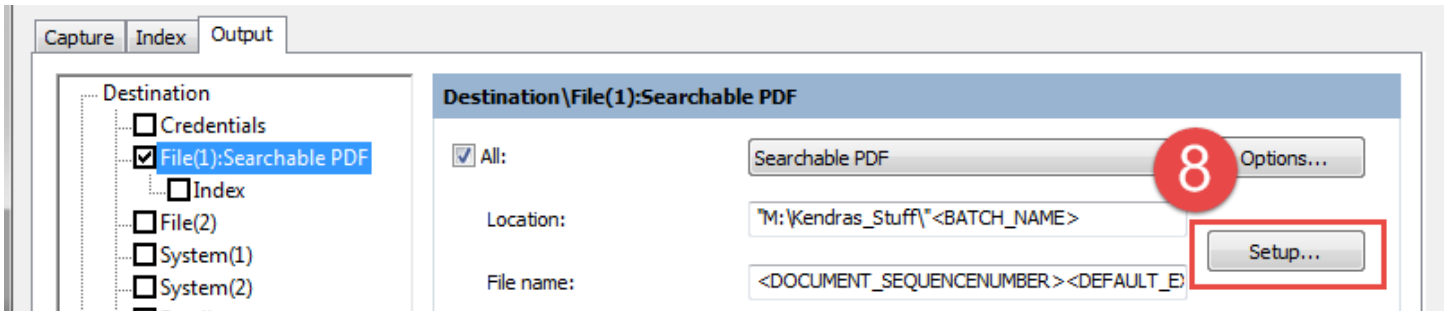 Capture Index Output
Destination
Credentials
File(1):Searchable PDF
Index
File(2)
System(1)
System(2)
Destination\File(1):Searchable PDF
All: Searchable PDF Options...
8
Location: "M:\Kendras_Stuff\"<BATCH_NAME>
Setup...
File name: <DOCUMENT_SEQUENCENUMBER><DEFAULT_E